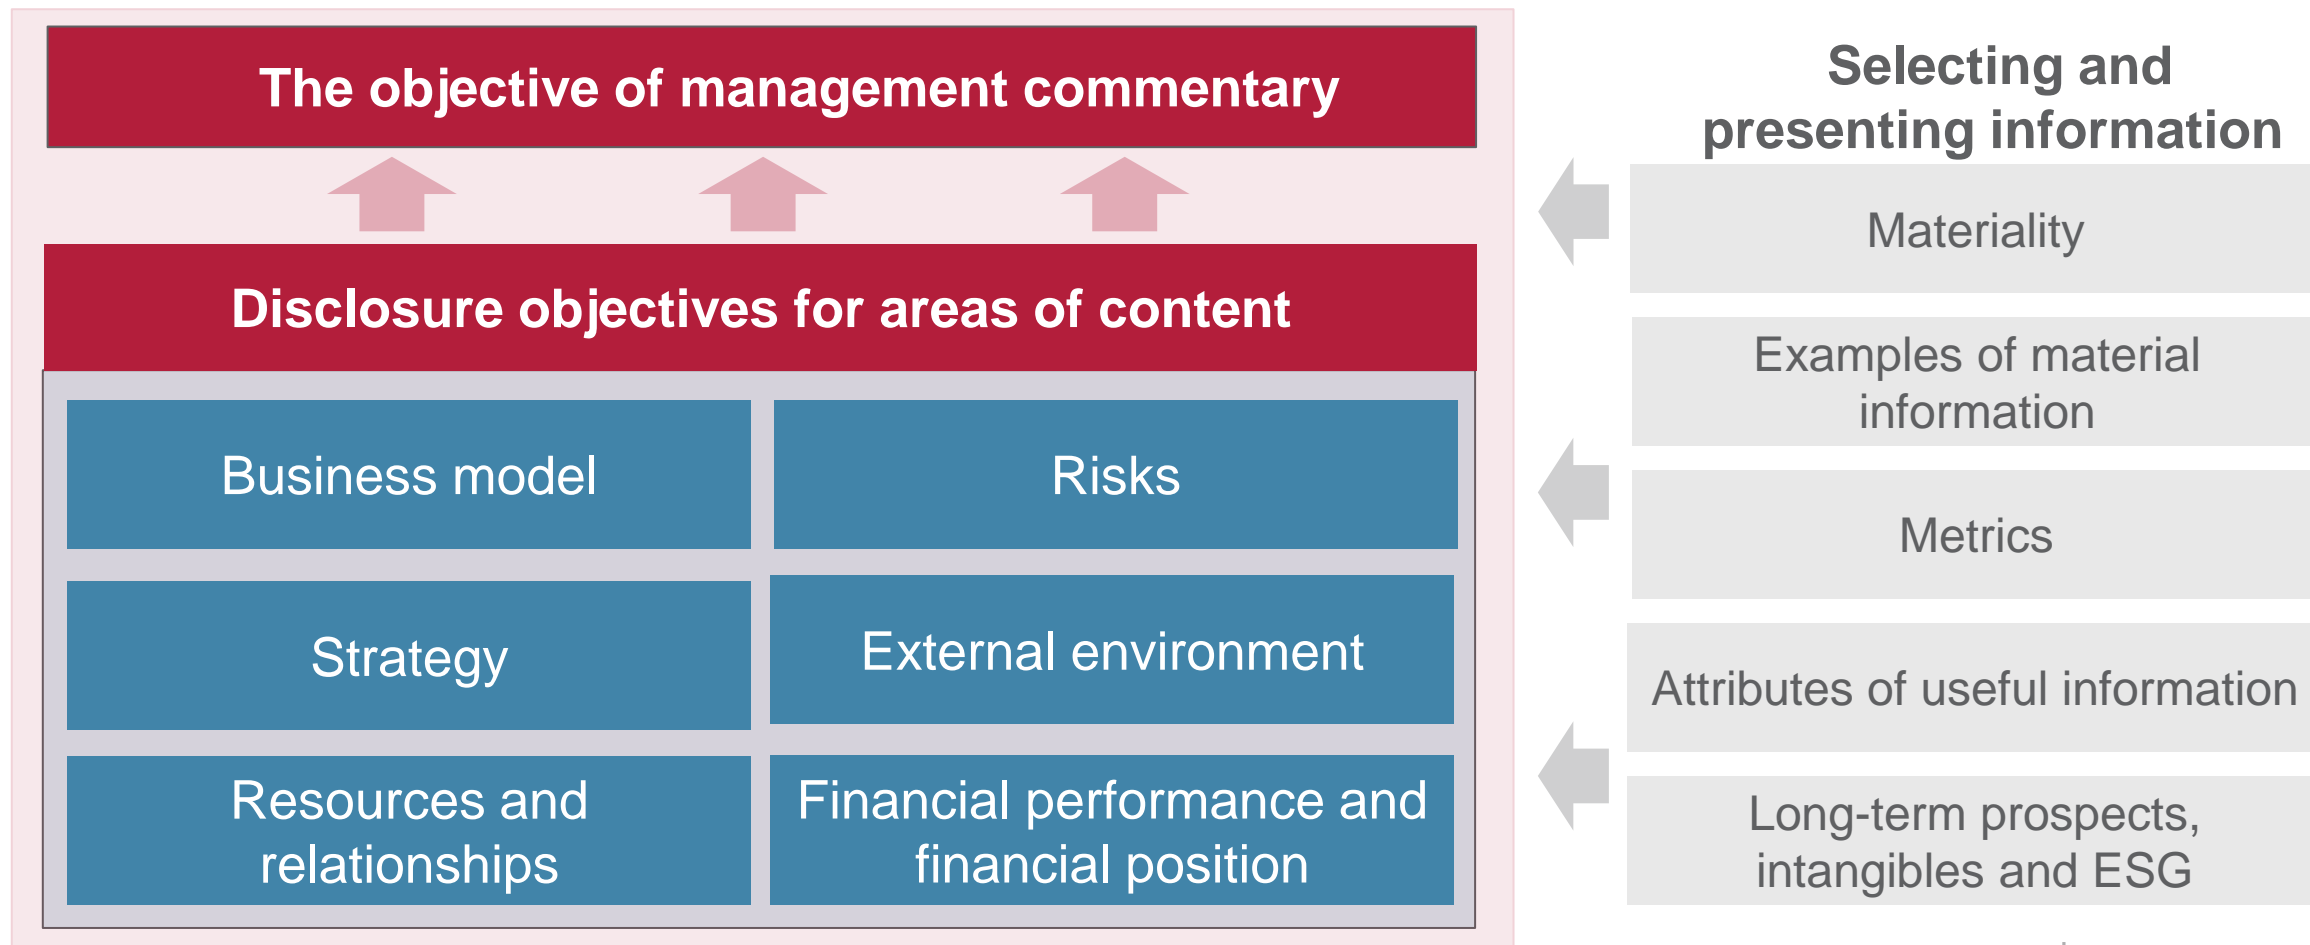 The objective of management commentary
Disclosure objectives for areas of content
Business model
Risks
Strategy
External environment
Resources and
relationships
Financial performance and
financial position
Selecting and
presenting information
Materiality
Examples of material
information
Metrics
Attributes of useful information
Long-term prospects,
intangibles and ESG